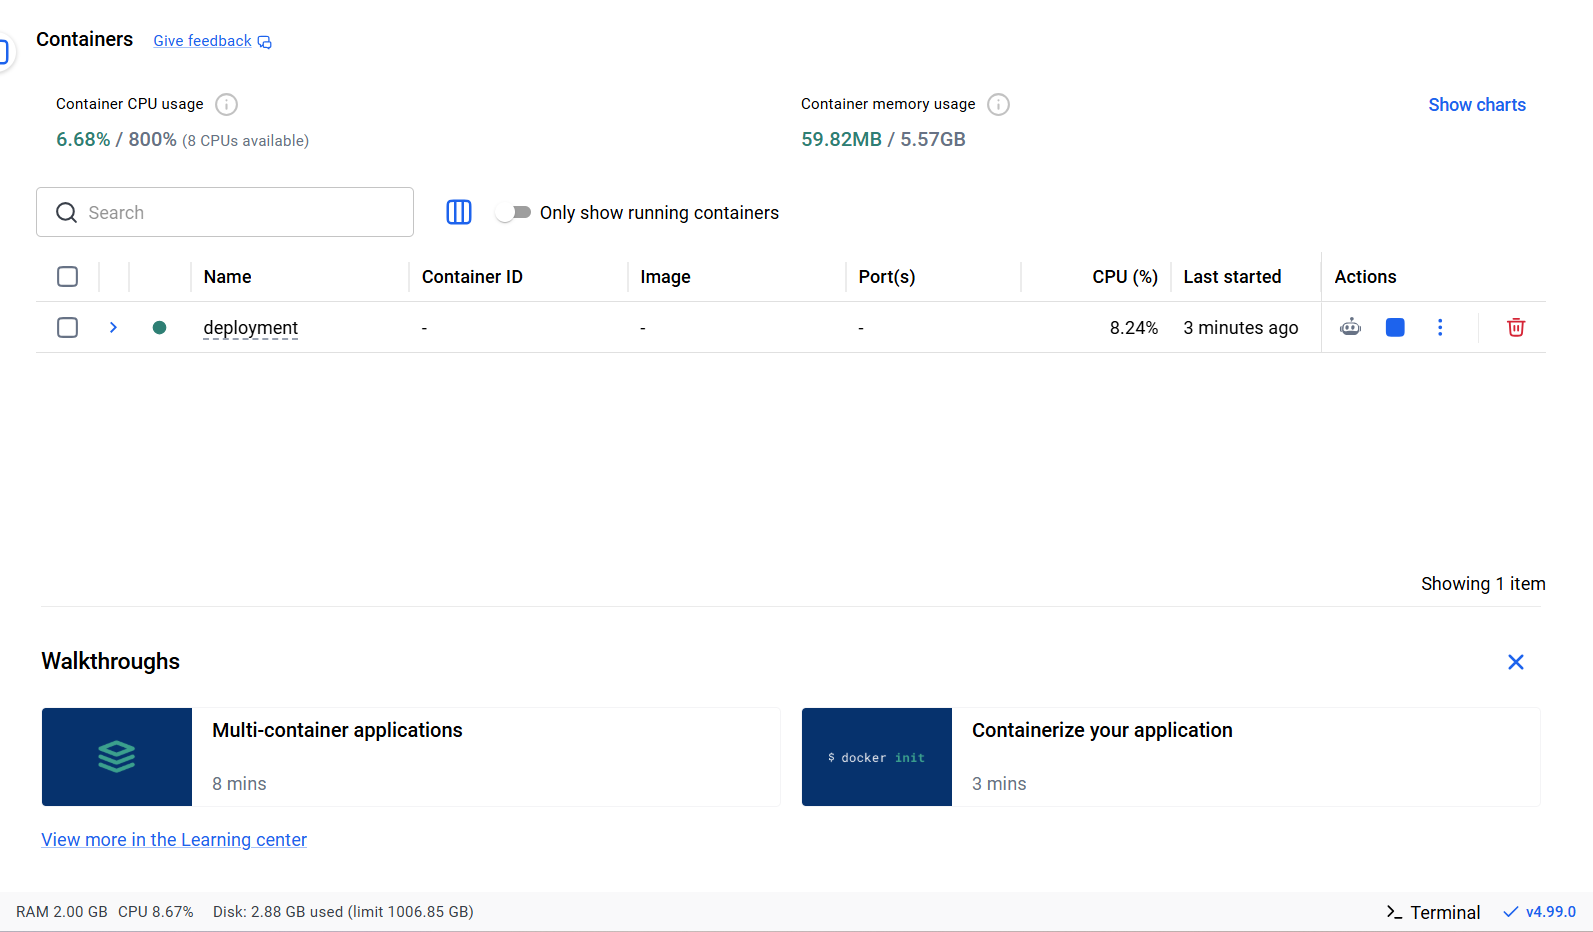 Containers Give feedback
Container CPU usage
6.68% / 800% (8 CPUs available)
Container memory usage
59.82MB / 5.57GB
Show charts
Search
Only show running containers
Name Container ID Image Port(s) CPU (%) Last started Actions
deployment - - - 8.24% 3 minutes ago
Showing 1 item
Walkthroughs
Multi-container applications
8 mins
$ docker init
Containerize your application
3 mins
View more in the Learning center
RAM 2.00 GB CPU 8.67% Disk: 2.88 GB used (limit 1006.85 GB) Terminal v4.99.0